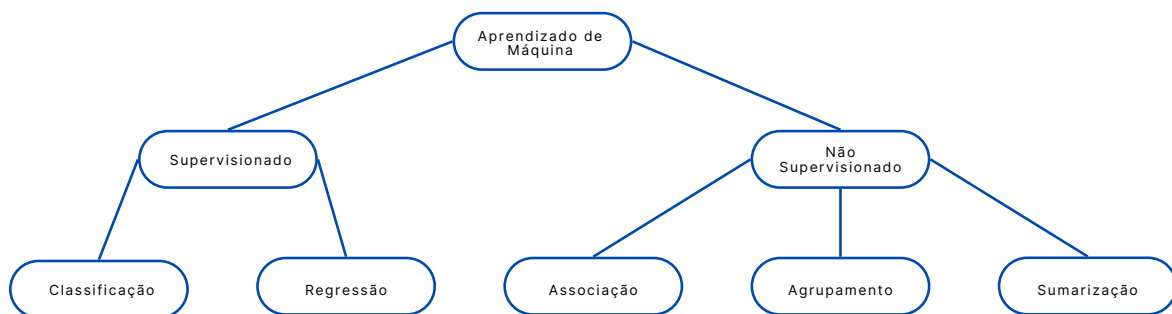 Aprendizado de
Máquina
Supervisionado
Não
Supervisionado
Classificação
Regressão
Associação
Agrupamento
Sumarização